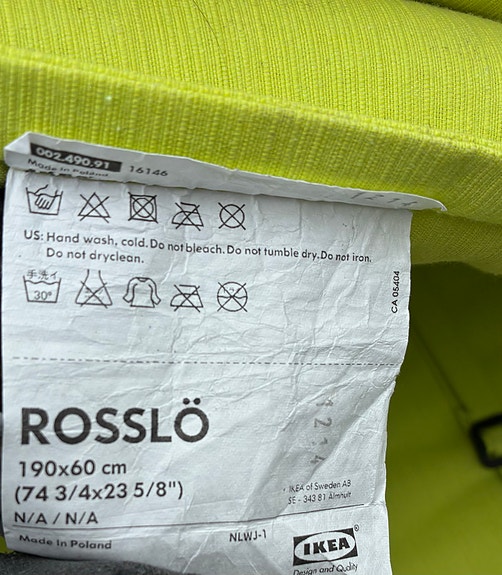 002.490.91 16146
Made in Poland
US: Hand wash, cold. Do not bleach. Do not tumble dry. Do not iron.
Do not dryclean.
手洗イ
30°
CA 05404
ROSSLÖ
190x60 cm
(74 3/4x23 5/8")
N/A / N/A
1214
IKEA of Sweden AB
SE - 343 81 Älmhult
Made in Poland
NLWJ-1
IKEA®
Design and Quality